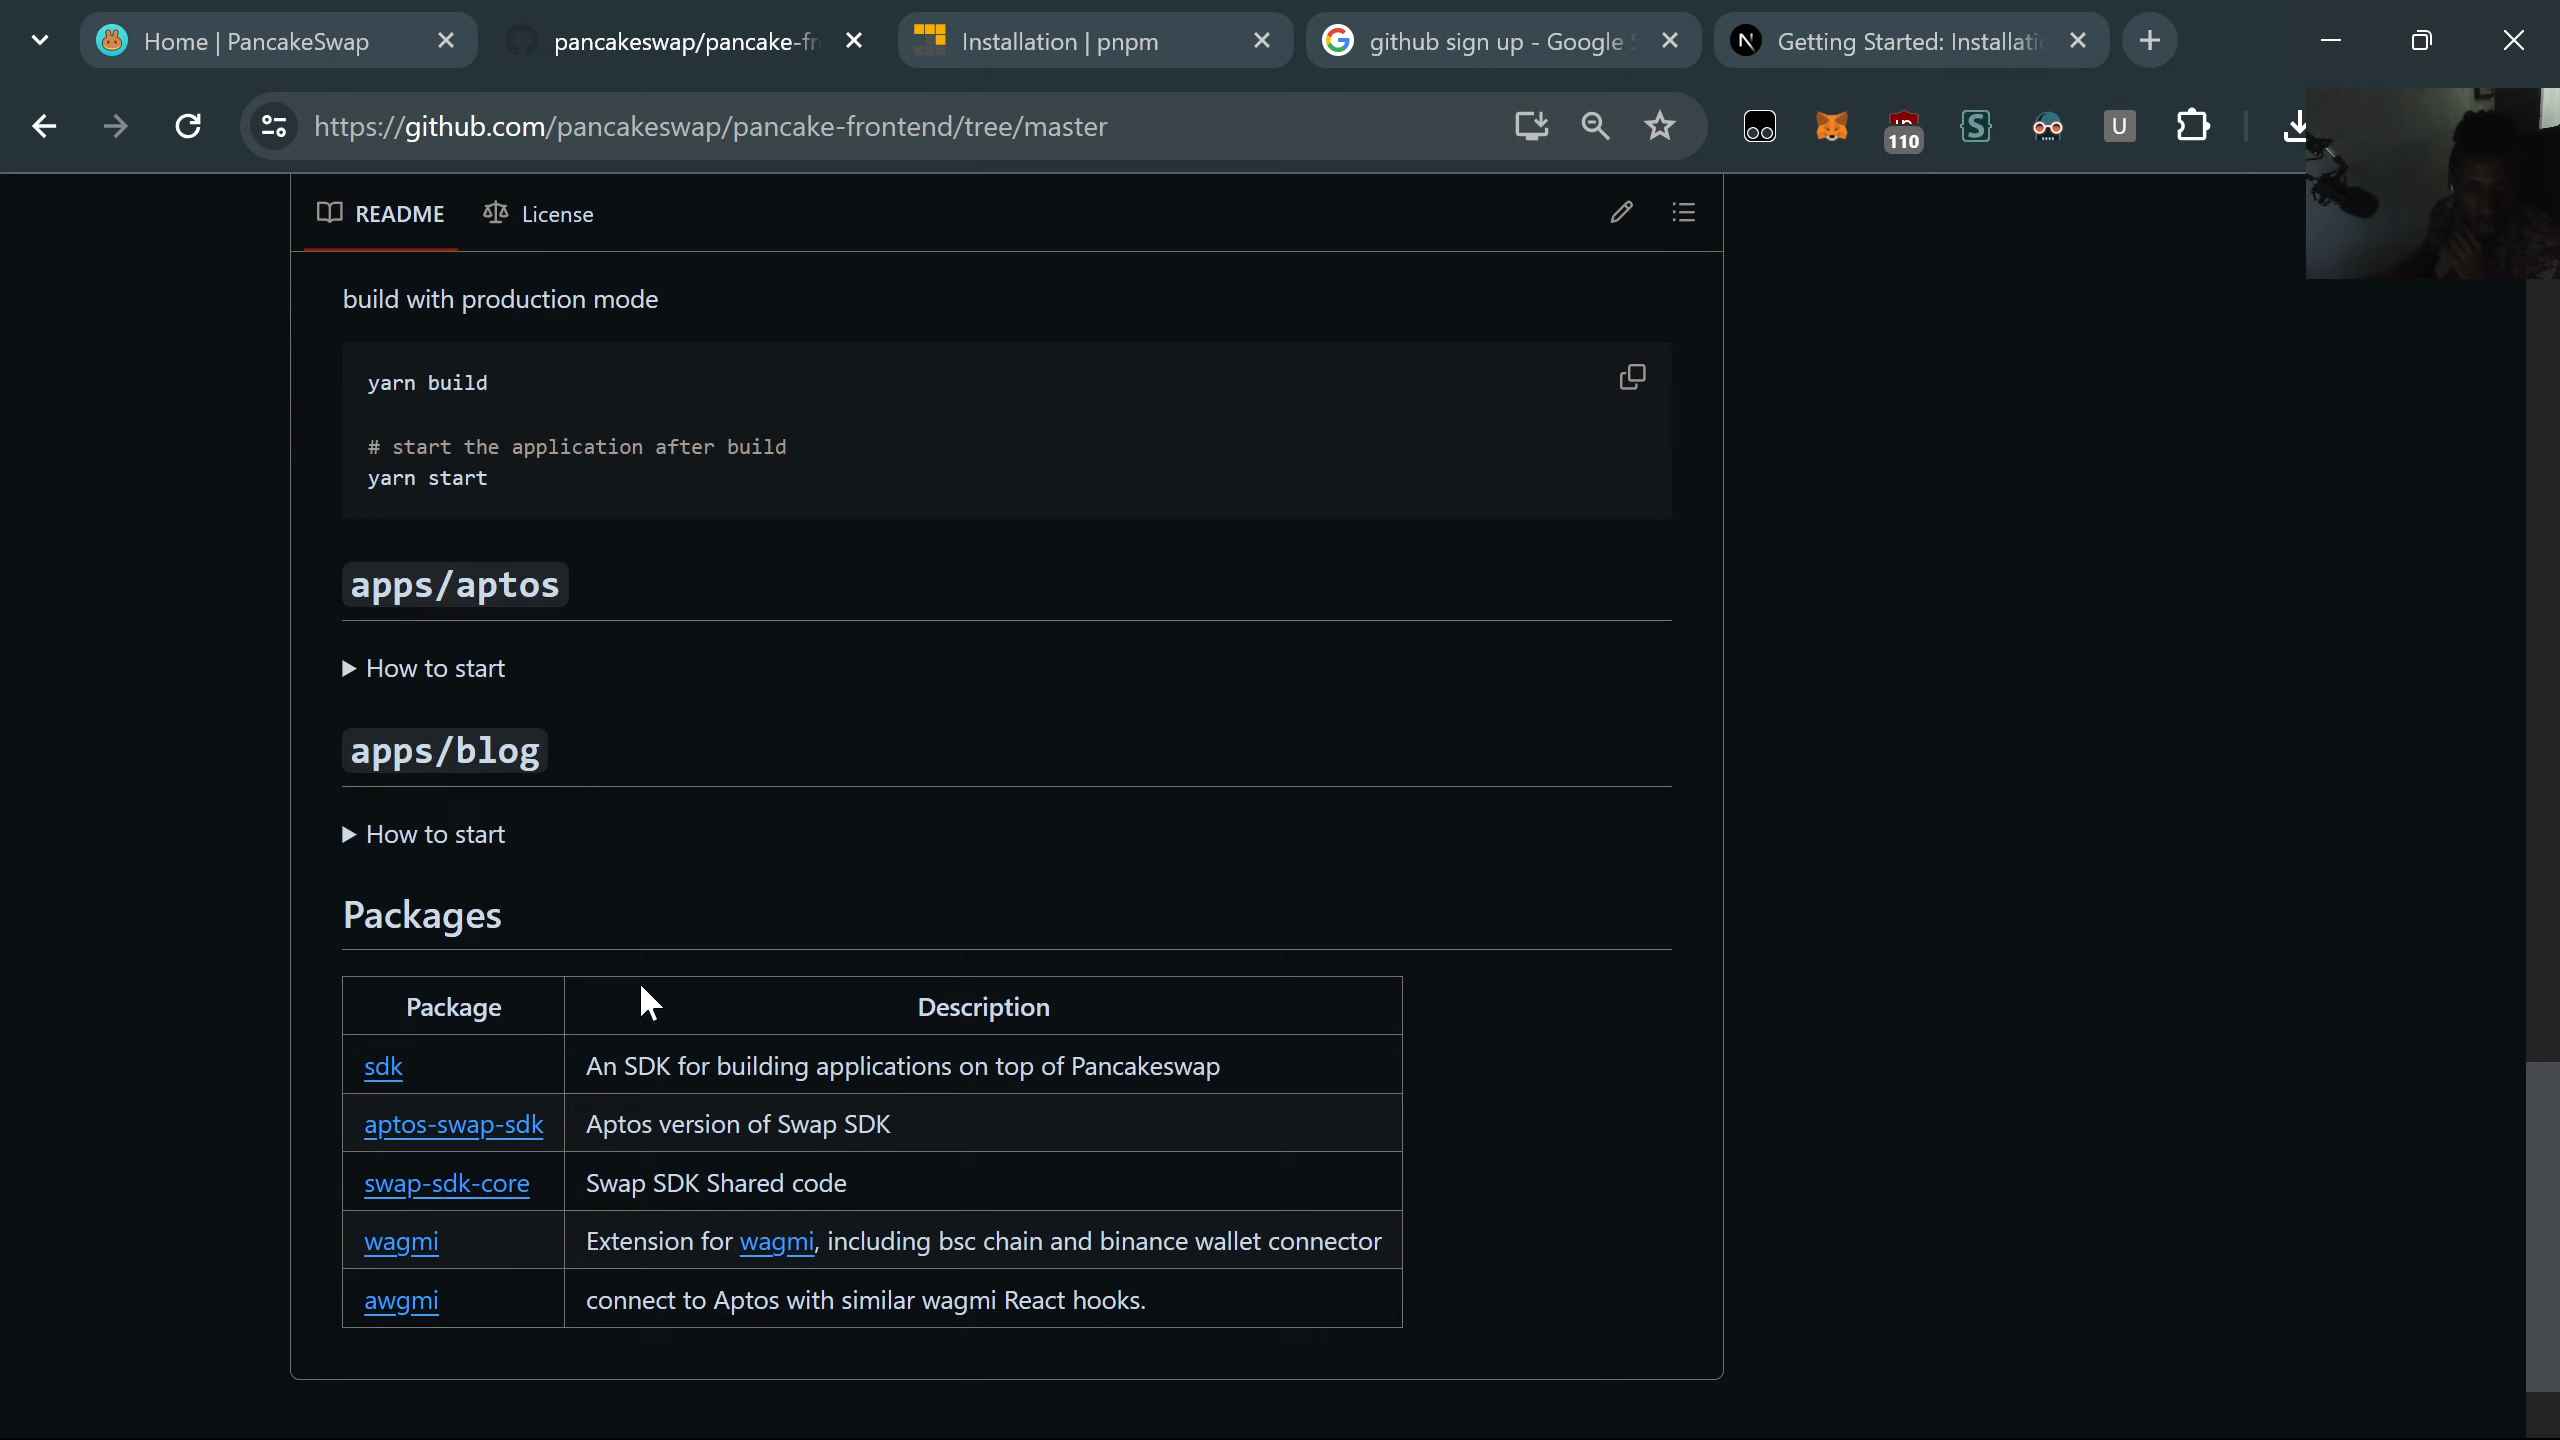 Home | PancakeSwap
pancakeswap/pancake-fr
Installation | pnpm
github sign up - Google S
Getting Started: Installati
https://github.com/pancakeswap/pancake-frontend/tree/master
110
U
README
License
build with production mode
yarn build
# start the application after build
yarn start
apps/aptos
How to start
apps/blog
How to start
Packages
Package Description
sdk An SDK for building applications on top of Pancakeswap
aptos-swap-sdk Aptos version of Swap SDK
swap-sdk-core Swap SDK Shared code
wagmi Extension for wagmi, including bsc chain and binance wallet connector
awgmi connect to Aptos with similar wagmi React hooks.